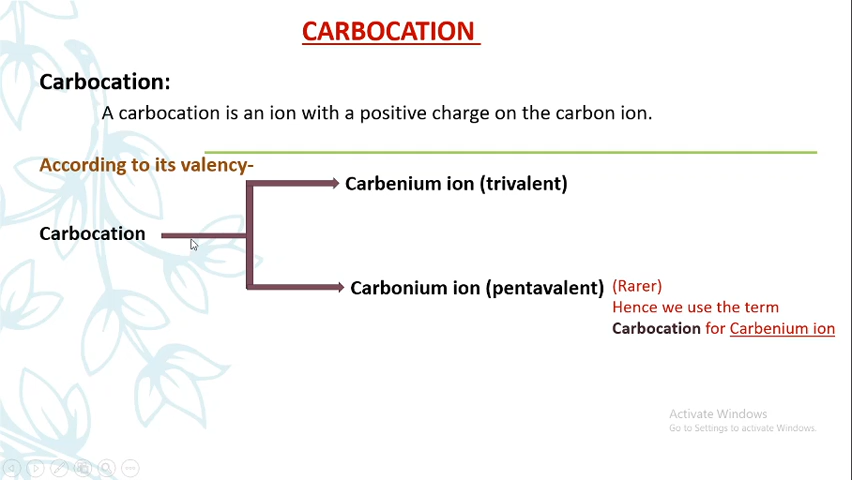 CARBOCATION
Carbocation:
A carbocation is an ion with a positive charge on the carbon ion.
According to its valency-
Carbenium ion (trivalent)
Carbocation
Carbonium ion (pentavalent) (Rarer)
Hence we use the term
Carbocation for Carbenium ion
Activate Windows
Go to Settings to activate Windows.